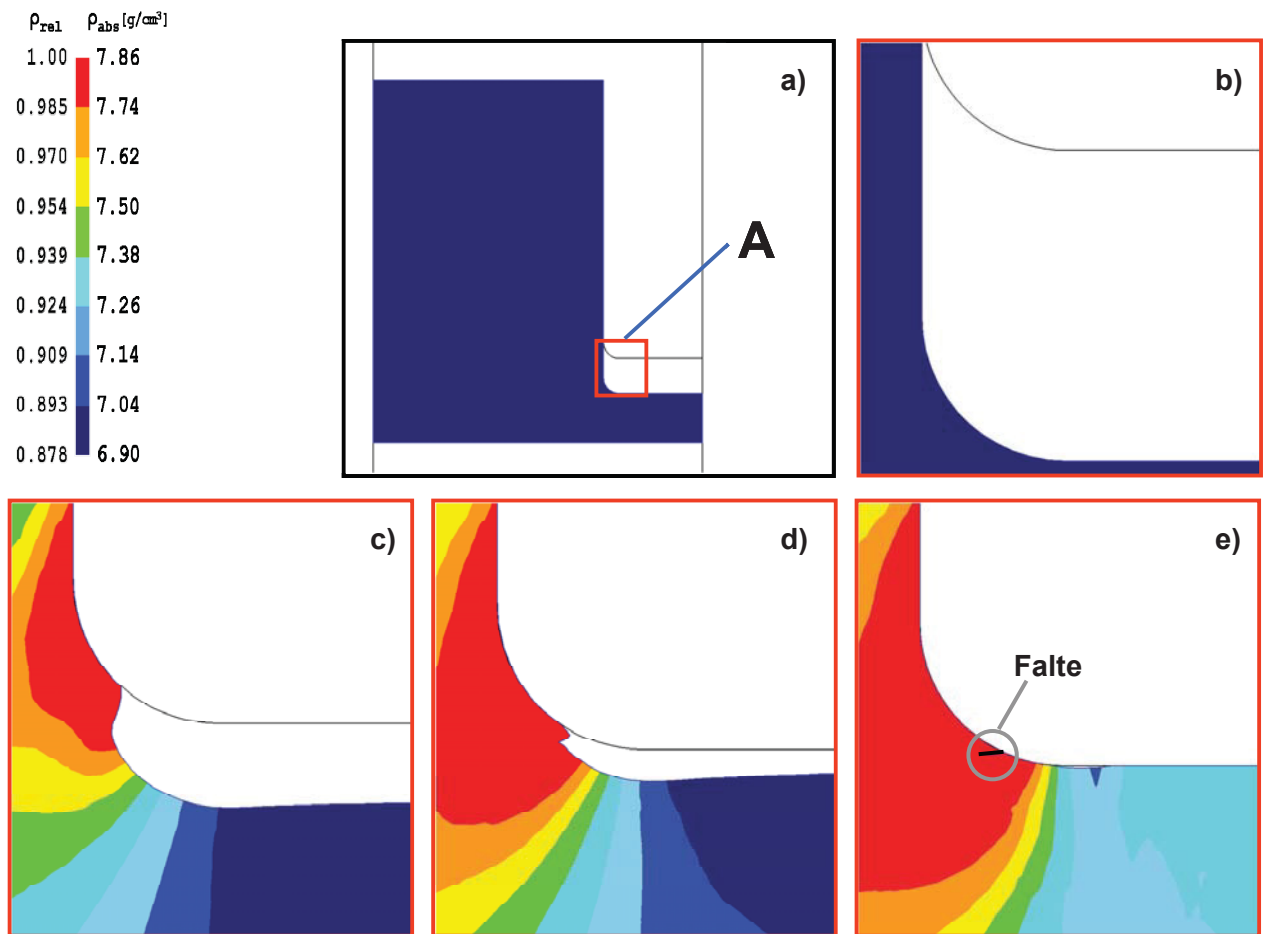 ρrel ρabs [g/cm³]
1.00 7.86
0.985 7.74
0.970 7.62
0.954 7.50
0.939 7.38
0.924 7.26
0.909 7.14
0.893 7.04
0.878 6.90
a)
A
b)
c)
d)
e)
Falte